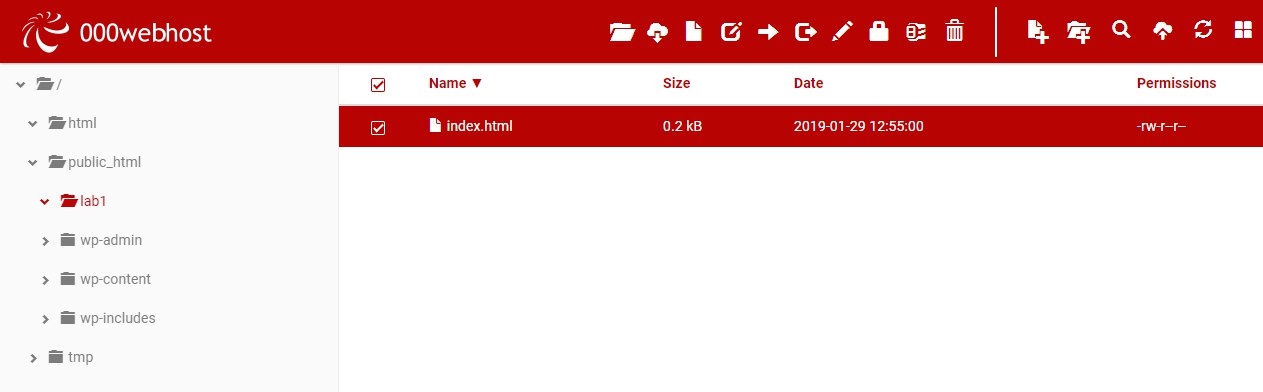 000webhost
/
html
public_html
lab1
wp-admin
wp-content
wp-includes
tmp
Name ▼ Size Date Permissions
index.html 0.2 kB 2019-01-29 12:55:00 -rw-r--r--